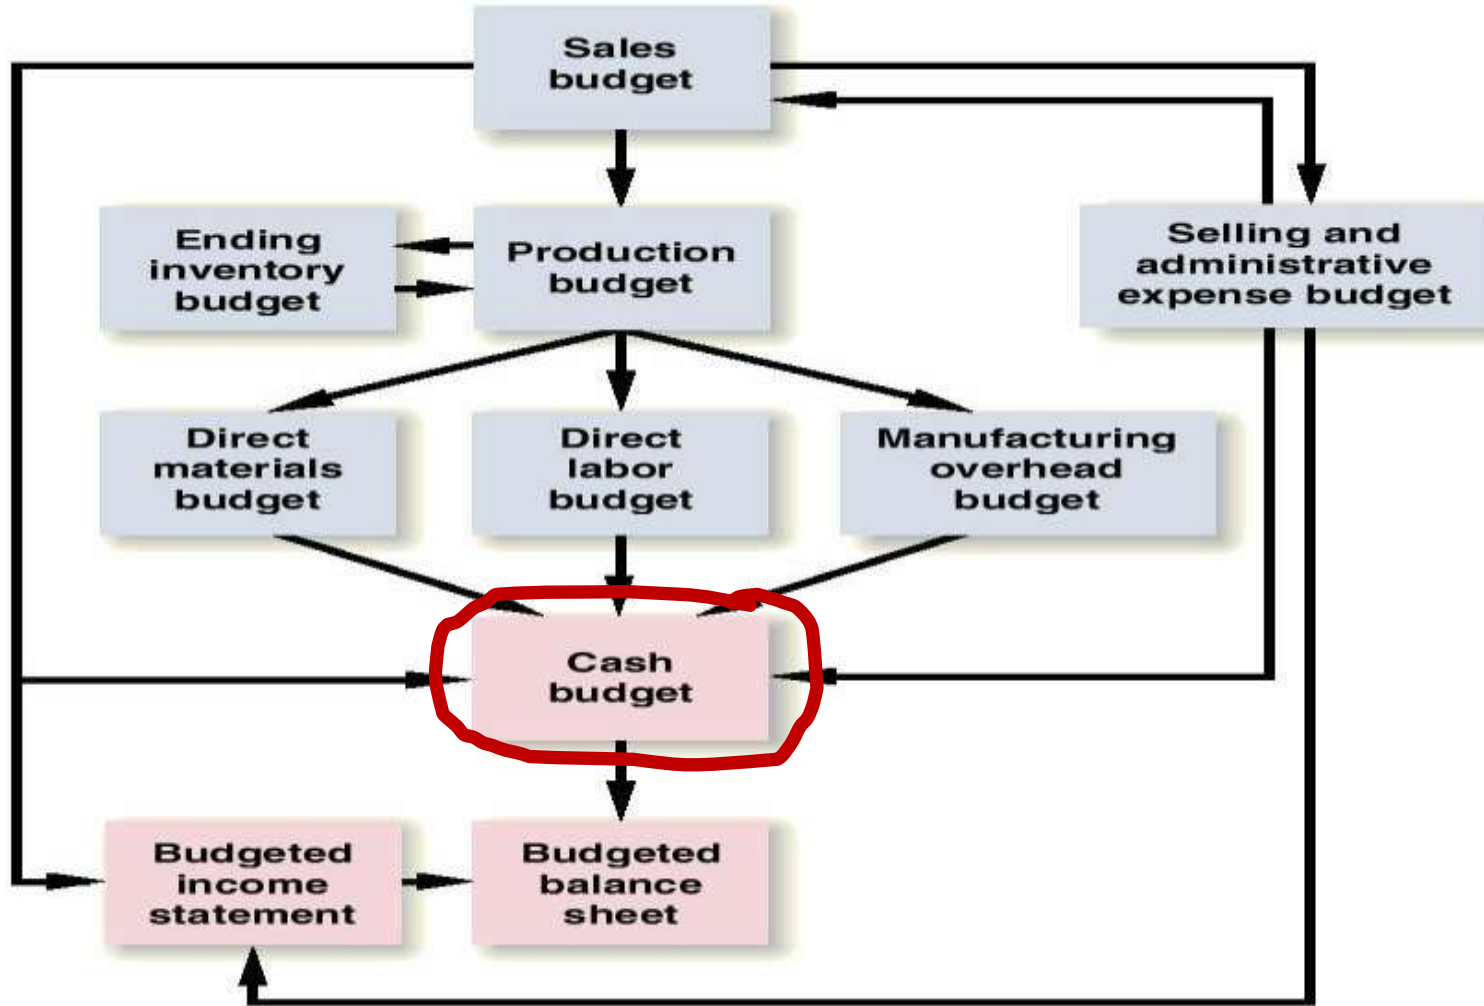 Sales
budget
Ending
inventory
budget
Production
budget
Selling and
administrative
expense budget
Direct
materials
budget
Direct
labor
budget
Manufacturing
overhead
budget
Cash
budget
Budgeted
income
statement
Budgeted
balance
sheet